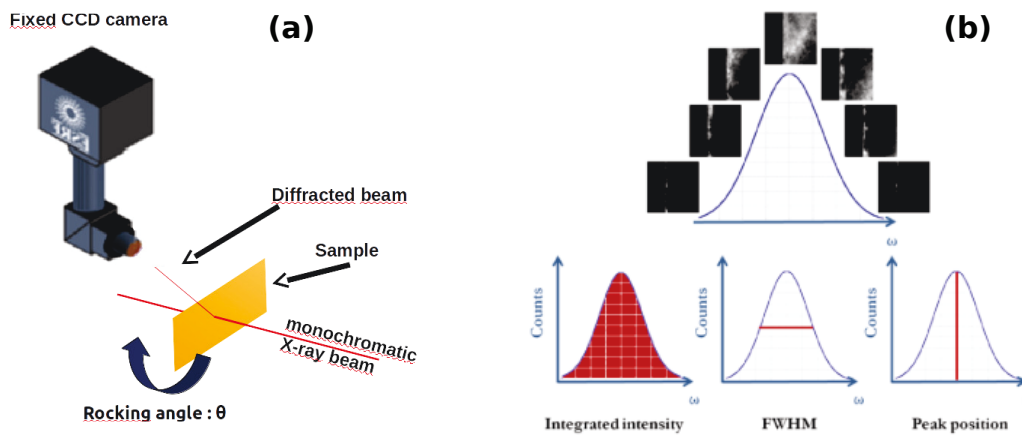 Fixed CCD camera
(a)
ESRF
Diffracted beam
Sample
monochromatic
X-ray beam
Rocking angle : θ
(b)
ω
Counts
ω
Integrated intensity
Counts
ω
FWHM
Counts
ω
Peak position